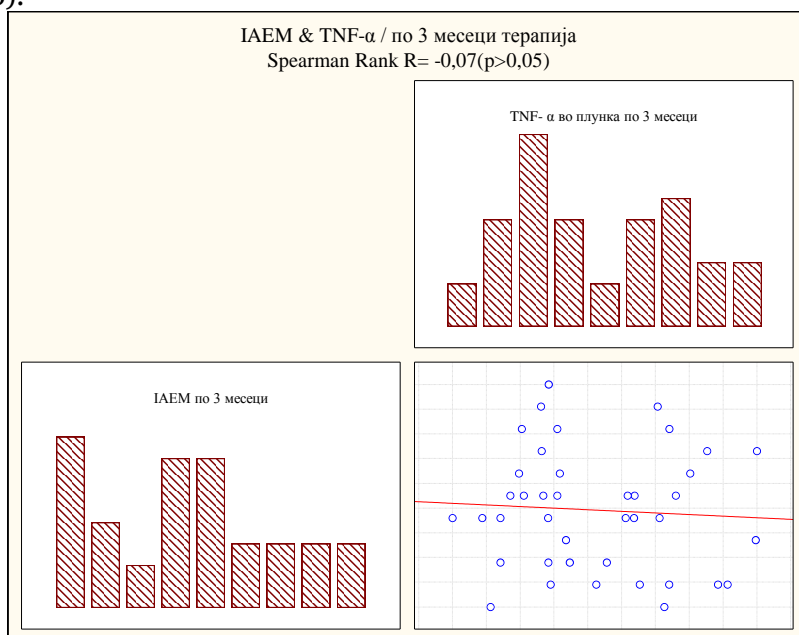 ).
IAEM & TNF-α / по 3 месеци терапија
Spearman Rank R= -0,07(p>0,05)
TNF- α во плунка по 3 месеци
IAEM по 3 месеци